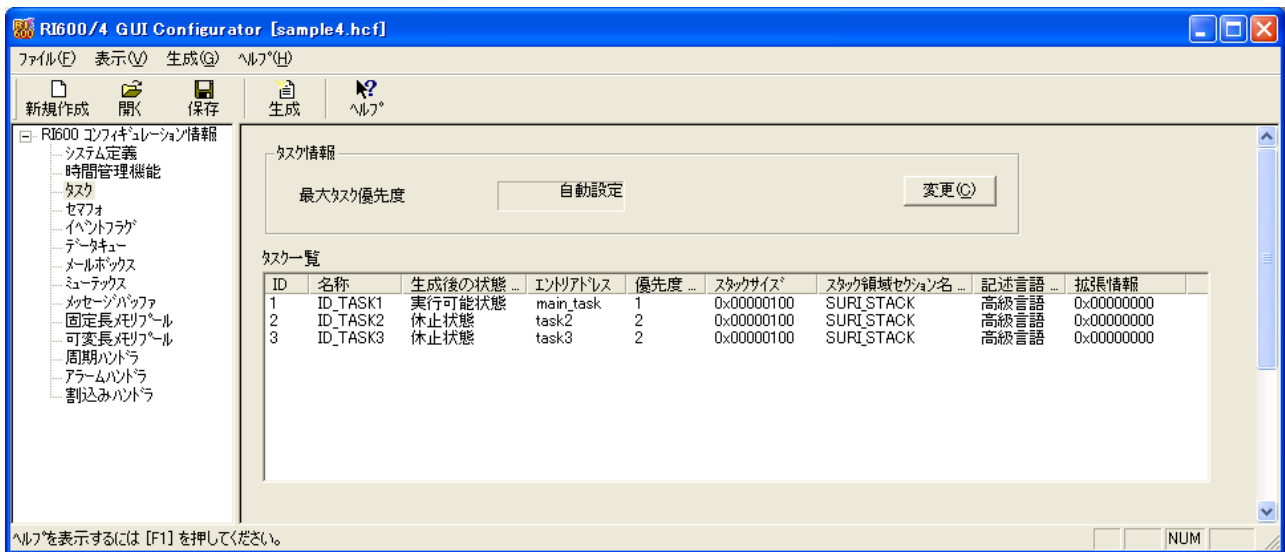 RI600/4 GUI Configurator [sample4.hcf]
ファイル(F) 表示(V) 生成(G) ヘルプ(H)
新規作成 開く 保存 生成 ヘルプ
RI600 コンフィギュレーション情報
システム定義
時間管理機能
タスク
セマフォ
イベントフラグ
データキュー
メールボックス
ミューテックス
メッセージバッファ
固定長メモリプール
可変長メモリプール
周期ハンドラ
アラームハンドラ
割込みハンドラ
タスク情報
最大タスク優先度 自動設定 変更(C)
タスク一覧
ID 名称 生成後の状態 ... エントリアドレス 優先度 ... スタックサイズ スタック領域セクション名 ... 記述言語 ... 拡張情報
1 ID_TASK1 実行可能状態 main_task 1 0x00000100 SURI_STACK 高級言語 0x00000000
2 ID_TASK2 休止状態 task2 2 0x00000100 SURI_STACK 高級言語 0x00000000
3 ID_TASK3 休止状態 task3 2 0x00000100 SURI_STACK 高級言語 0x00000000
ヘルプを表示するには [F1] を押してください。 NUM